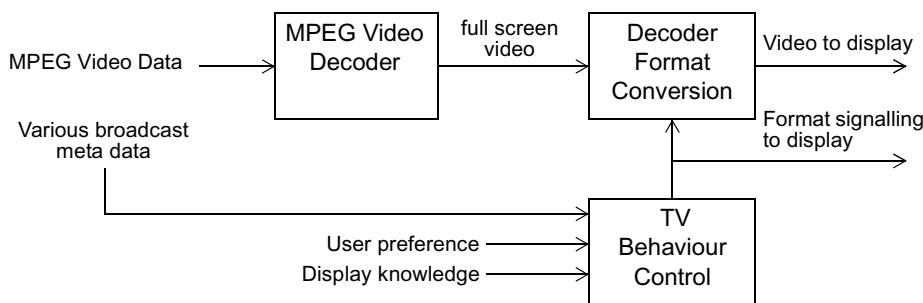 MPEG Video Data
MPEG Video
Decoder
full screen
video
Decoder
Format
Conversion
Video to display
Format signalling
to display
Various broadcast
meta data
User preference
Display knowledge
TV
Behaviour
Control